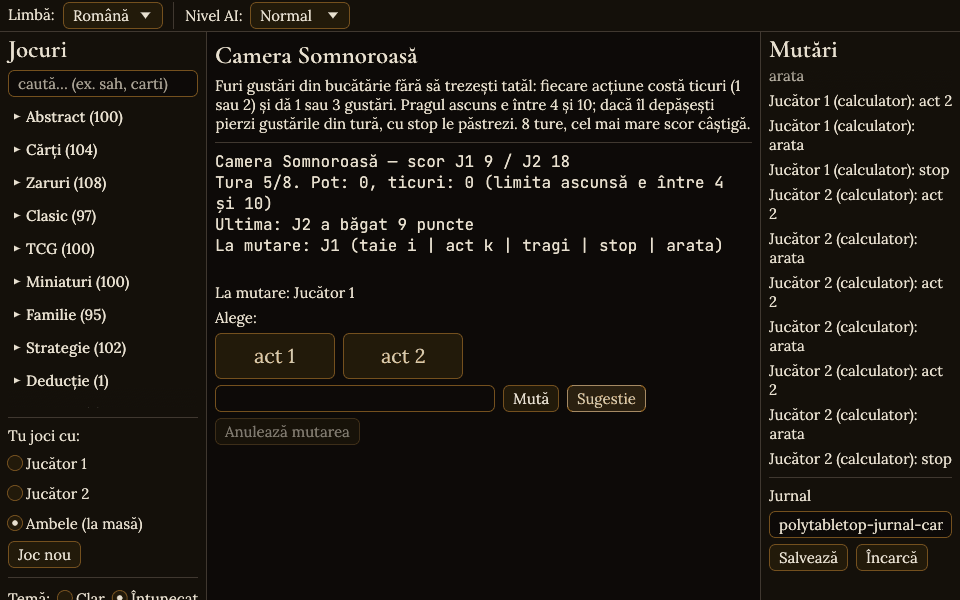 Limbă: Română ▼ Nivel AI: Normal ▼
Jocuri
caută... (ex. sah, carti)
▸ Abstract (100)
▸ Cărți (104)
▸ Zaruri (108)
▸ Clasic (97)
▸ TCG (100)
▸ Miniaturi (100)
▸ Familie (95)
▸ Strategie (102)
▸ Deducție (1)
Tu joci cu:
Jucător 1
Jucător 2
Ambele (la masă)
Joc nou
Temă: Clar Întunecat
Camera Somnoroasă
Furi gustări din bucătărie fără să trezești tatăl: fiecare acțiune costă ticuri (1
sau 2) și dă 1 sau 3 gustări. Pragul ascuns e între 4 și 10; dacă îl depășești
pierzi gustările din tură, cu stop le păstrezi. 8 ture, cel mai mare scor câștigă.
Camera Somnoroasă — scor J1 9 / J2 18
Tura 5/8. Pot: 0, ticuri: 0 (limita ascunsă e între 4
și 10)
Ultima: J2 a băgat 9 puncte
La mutare: J1 (taie i | act k | tragi | stop | arata)
La mutare: Jucător 1
Alege:
act 1 act 2
Mută Sugestie
Anulează mutarea
Mutări
arata
Jucător 1 (calculator): act 2
Jucător 1 (calculator):
arata
Jucător 1 (calculator): stop
Jucător 2 (calculator): act
2
Jucător 2 (calculator):
arata
Jucător 2 (calculator): act
2
Jucător 2 (calculator):
arata
Jucător 2 (calculator): act
2
Jucător 2 (calculator):
arata
Jucător 2 (calculator): stop
Jurnal
polytabletop-jurnal-car
Salvează Încarcă